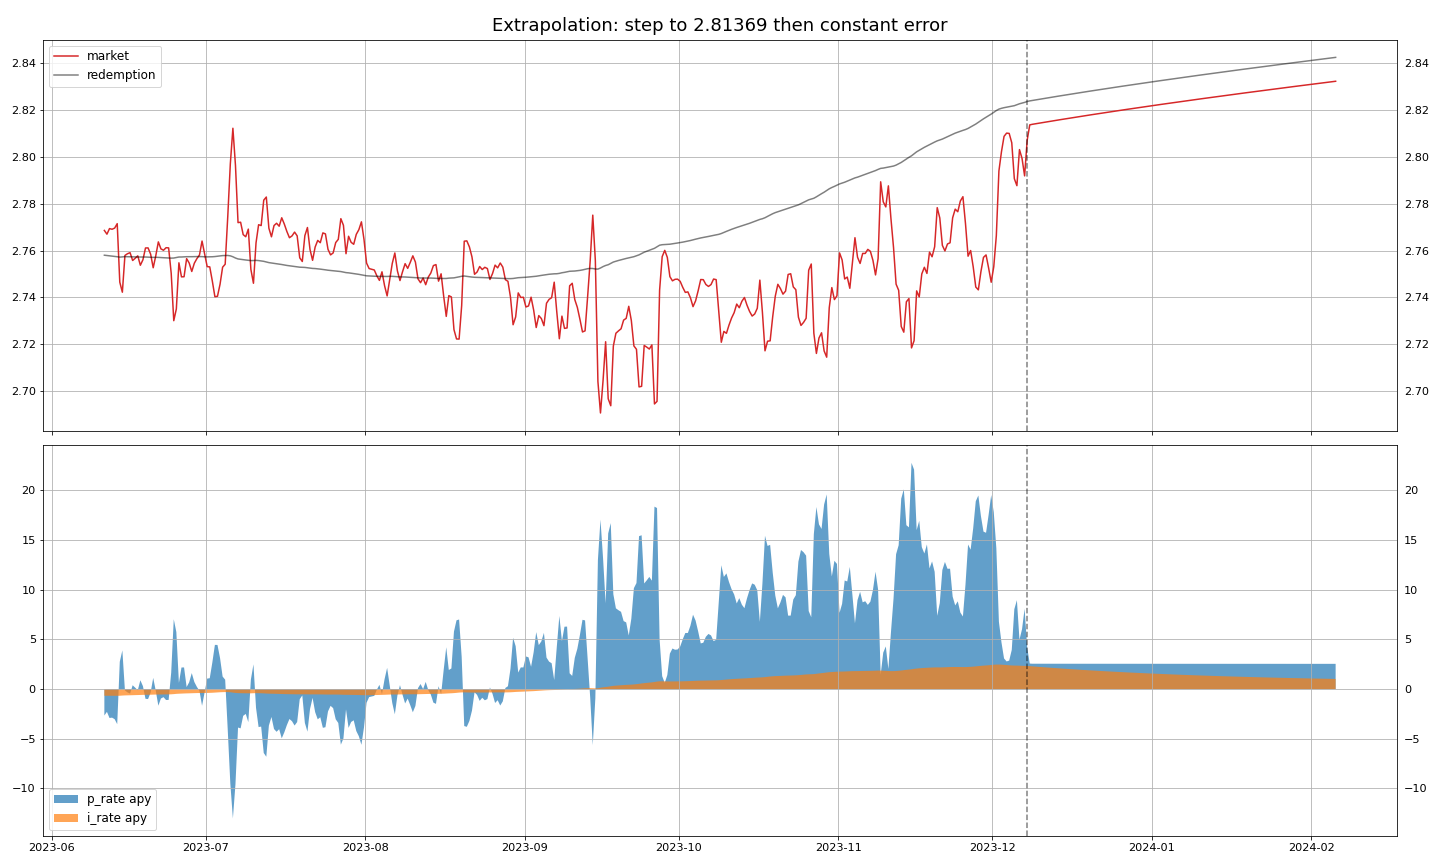 Extrapolation: step to 2.81369 then constant error
market
redemption
2.84 2.84
2.82 2.82
2.80 2.80
2.78 2.78
2.76 2.76
2.74 2.74
2.72 2.72
2.70 2.70
20 20
15 15
10 10
5 5
0 0
−5 −5
−10 −10
p_rate apy
i_rate apy
2023-06 2023-07 2023-08 2023-09 2023-10 2023-11 2023-12 2024-01 2024-02